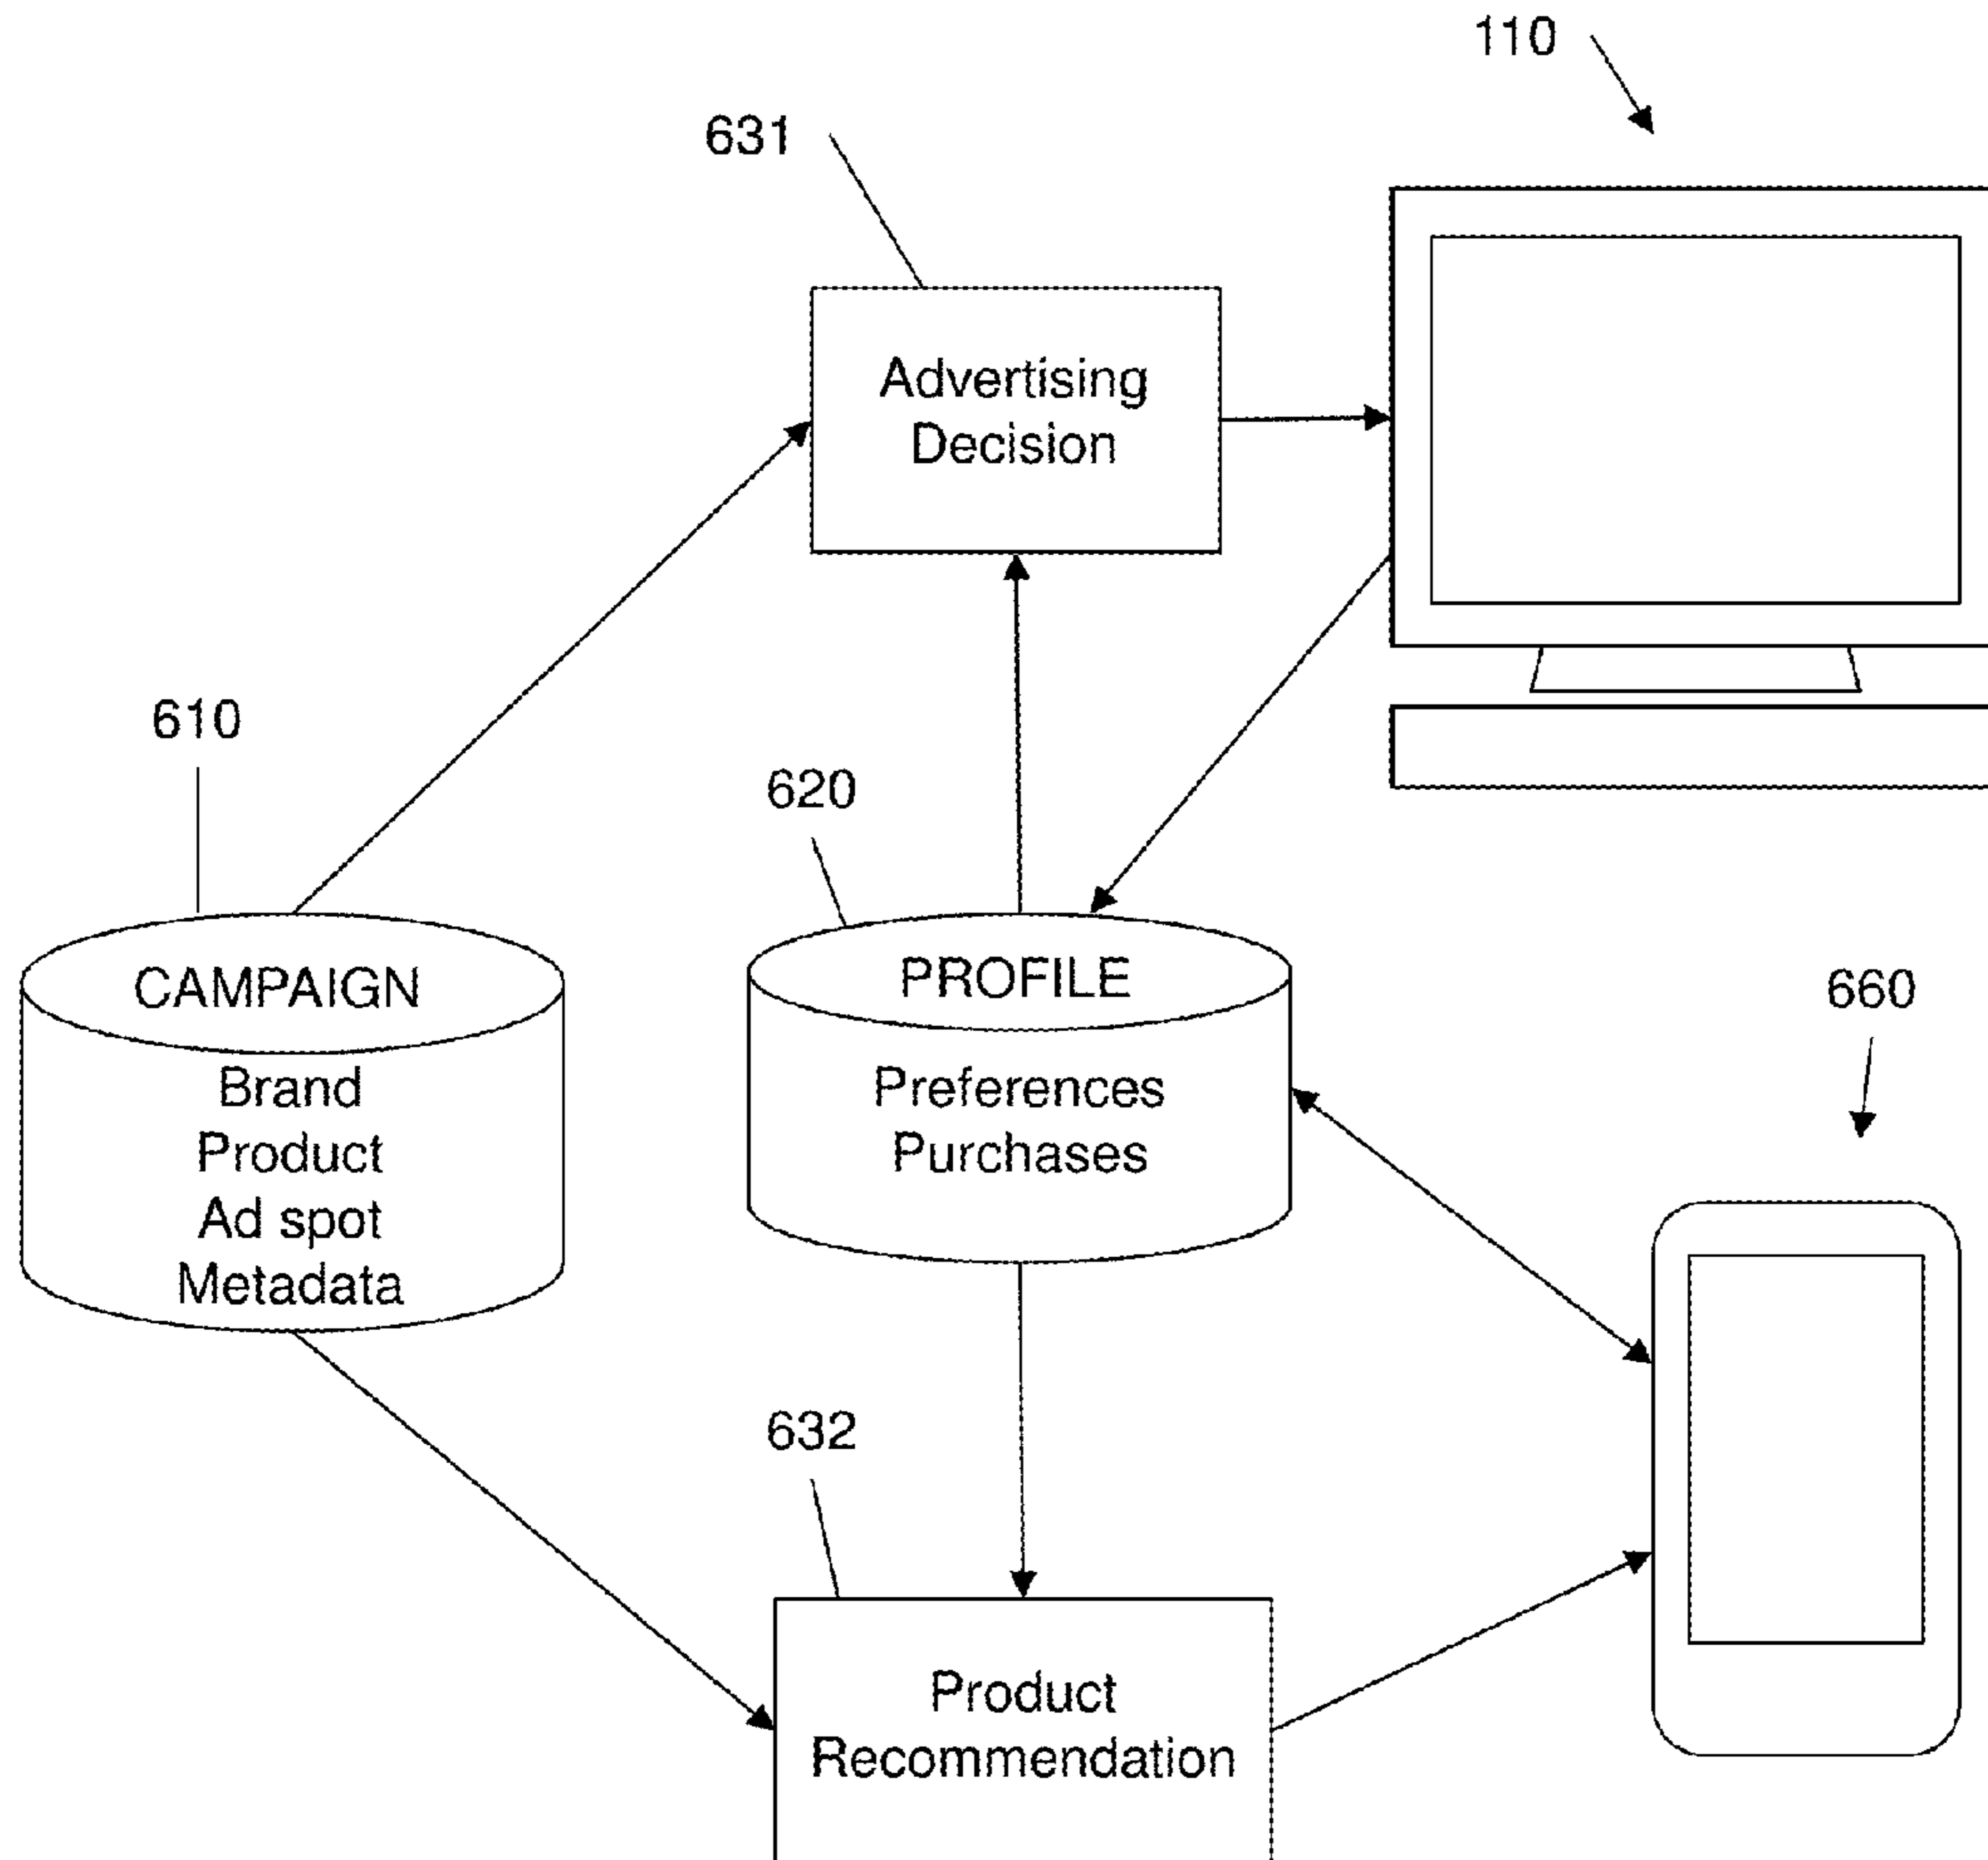 110
631
Advertising
Decision
610
620
CAMPAIGN
Brand
Product
Ad spot
Metadata
PROFILE
Preferences
Purchases
660
632
Product
Recommendation